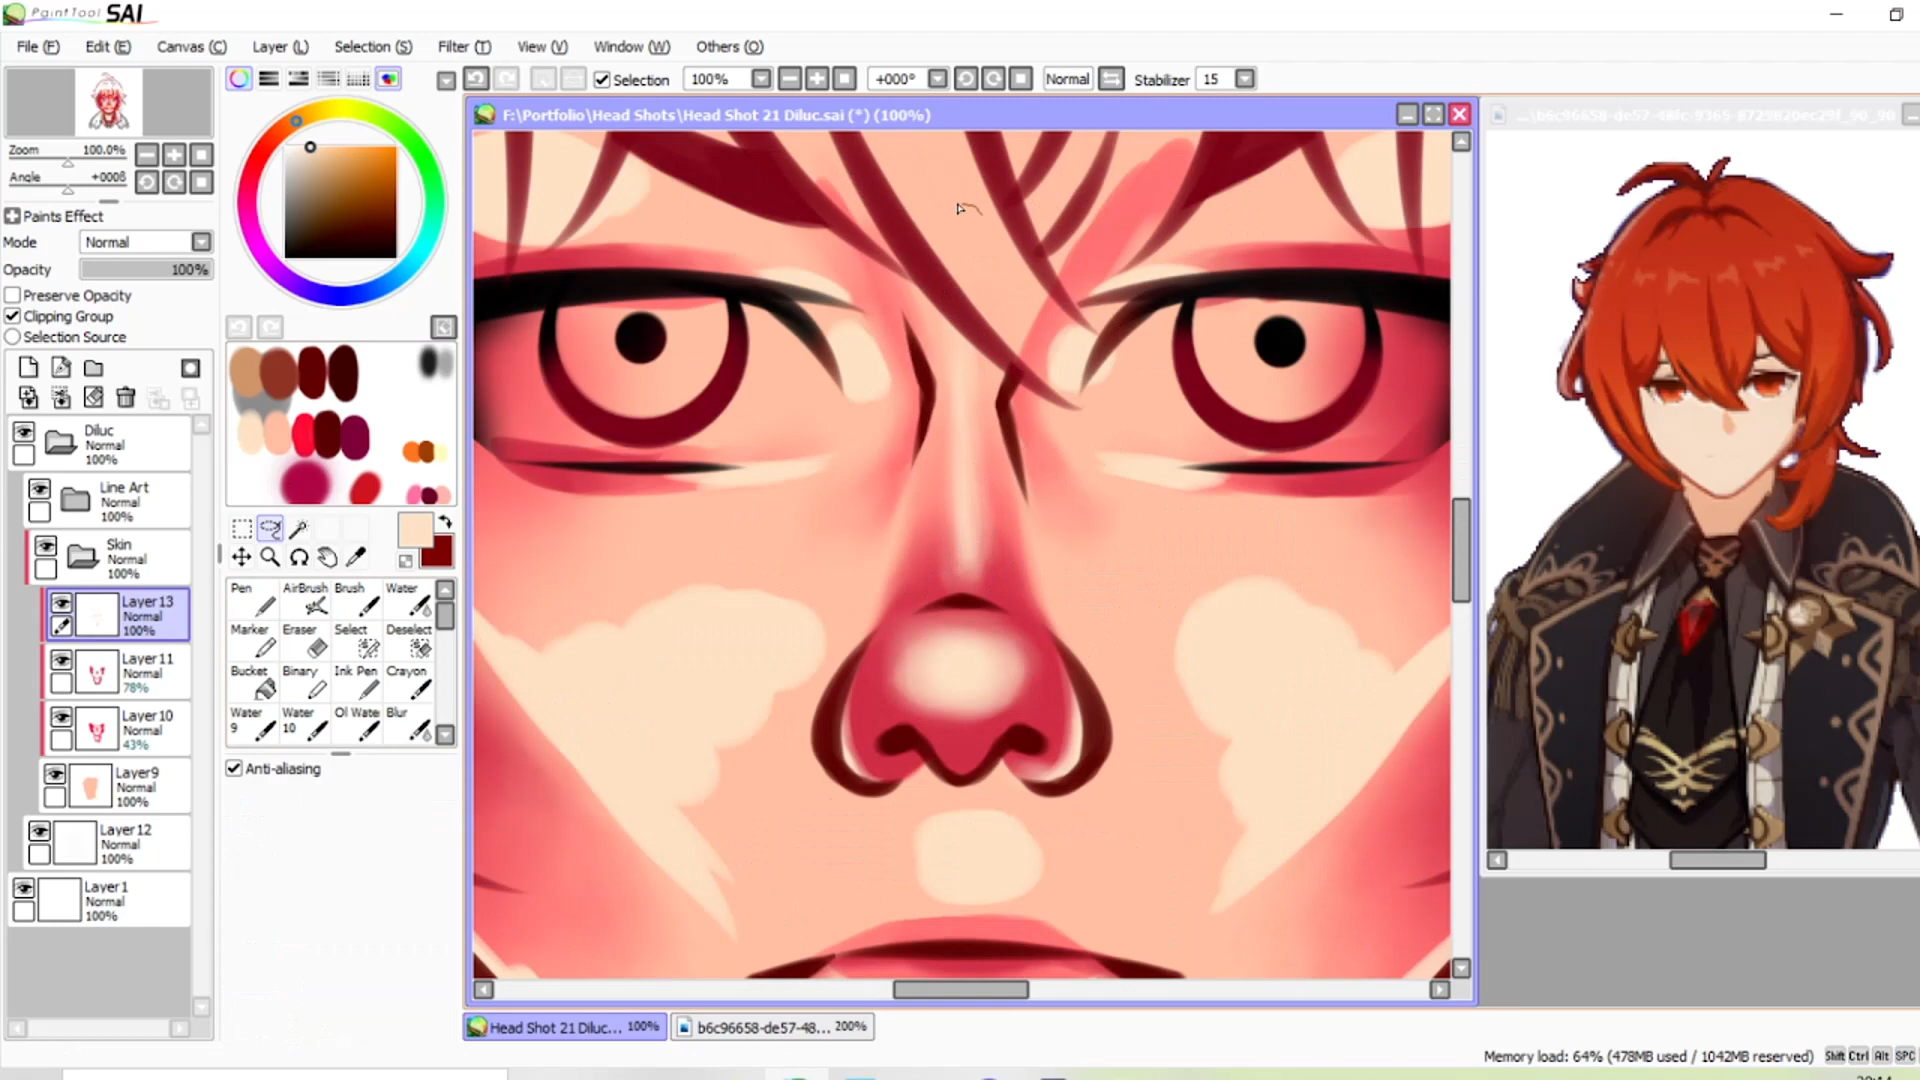 PaintTool SAI
File (F) Edit (E) Canvas (C) Layer (L) Selection (S) Filter (T) View (V) Window (W) Others (O)
Selection 100% +000° Normal Stabilizer 15
F:\Portfolio\Head Shots\Head Shot 21 Diluc.sai (*) (100%)
Zoom 100.0%
Angle +000ß
Paints Effect
Mode Normal
Opacity 100%
Preserve Opacity
Clipping Group
Selection Source
Diluc
Normal
100%
Line Art
Normal
100%
Skin
Normal
100%
Layer13
Normal
100%
Layer11
Normal
78%
Layer10
Normal
43%
Layer9
Normal
100%
Layer12
Normal
100%
Layer1
Normal
100%
Pen AirBrush Brush Water
Marker Eraser Select Deselect
Bucket Binary Ink Pen Crayon
Water 9 Water 10 Ol Wate Blur
Anti-aliasing
Head Shot 21 Diluc... 100% b6c96658-de57-48... 200%
Memory load: 64% (478MB used / 1042MB reserved) Shift Ctrl Alt SPC